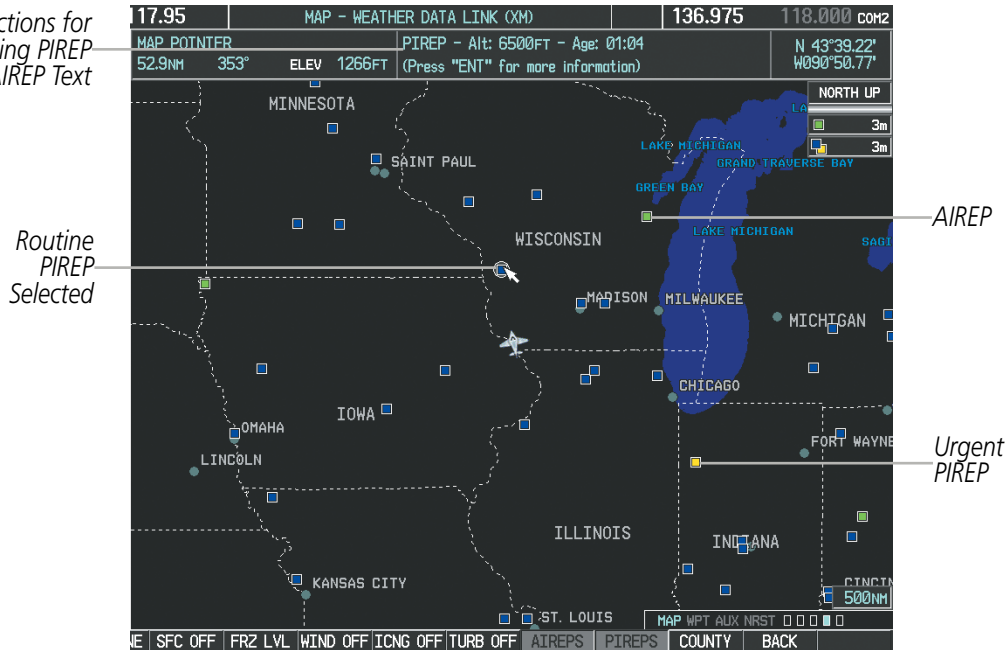 17.95 MAP – WEATHER DATA LINK (XM) 136.975 118.000 COM2
MAP POINTER
52.9NM 353° ELEV 1266FT
PIREP – Alt: 6500FT – Age: 01:04
(Press "ENT" for more information)
N 43°39.22'
W090°50.77'
ctions for
ing PIREP
AIREP Text
NORTH UP
3m
3m
MINNESOTA
LA
LAKE MICHIGAN
GRAND TRAVERSE BAY
SAINT PAUL
GREEN BAY
AIREP
LAKE MICHIGAN
WISCONSIN
SAGI
Routine
PIREP
Selected
MADISON
MILWAUKEE
MICHIGAN
CHICAGO
IOWA
OMAHA
FORT WAYNE
LINCOLN
Urgent
PIREP
ILLINOIS
INDIANA
KANSAS CITY
CINCIN
500NM
ST. LOUIS
MAP WPT AUX NRST
NE SFC OFF FRZ LVL WIND OFF ICNG OFF TURB OFF AIREPS PIREPS COUNTY BACK